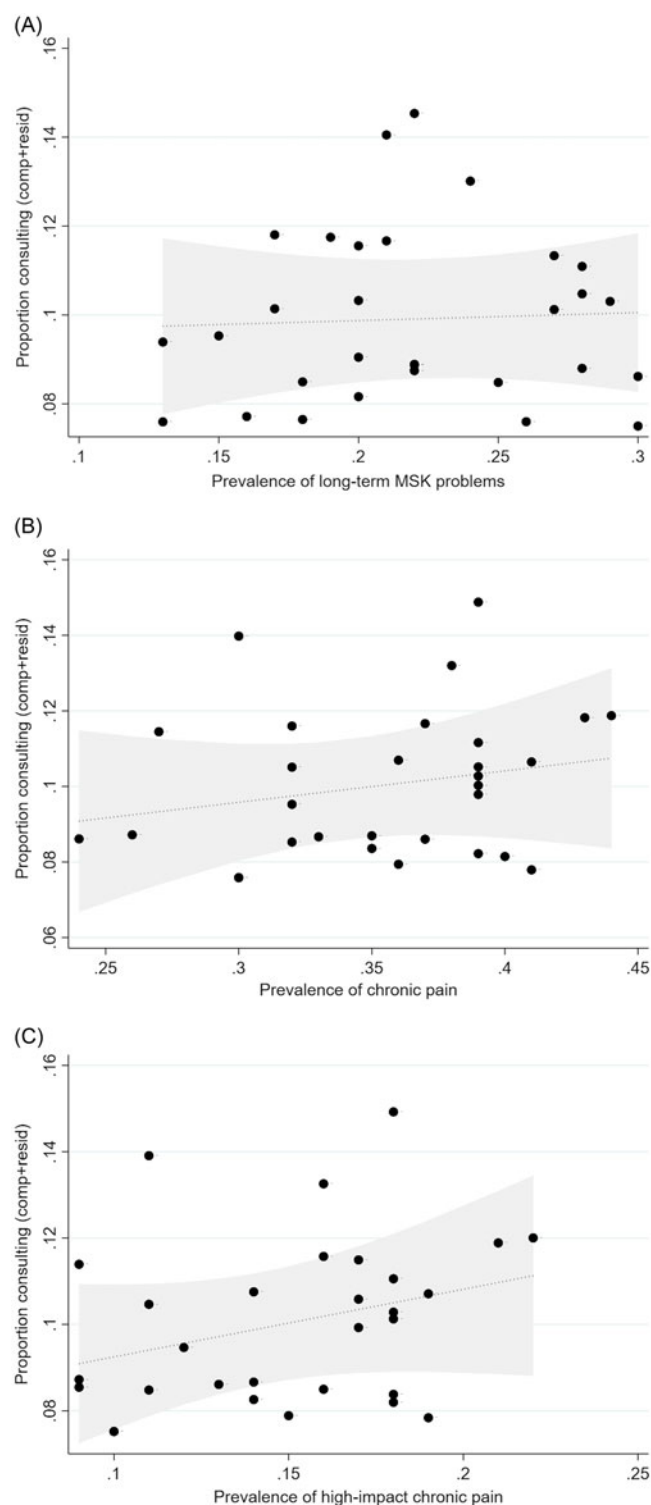 (A)
Proportion consulting (comp+resid)
.16
.14
.12
.1
.08
.1 .15 .2 .25 .3
Prevalence of long-term MSK problems
(B)
Proportion consulting (comp+resid)
.16
.14
.12
.1
.08
.06
.25 .3 .35 .4 .45
Prevalence of chronic pain
(C)
Proportion consulting (comp+resid)
.16
.14
.12
.1
.08
.1 .15 .2 .25
Prevalence of high-impact chronic pain